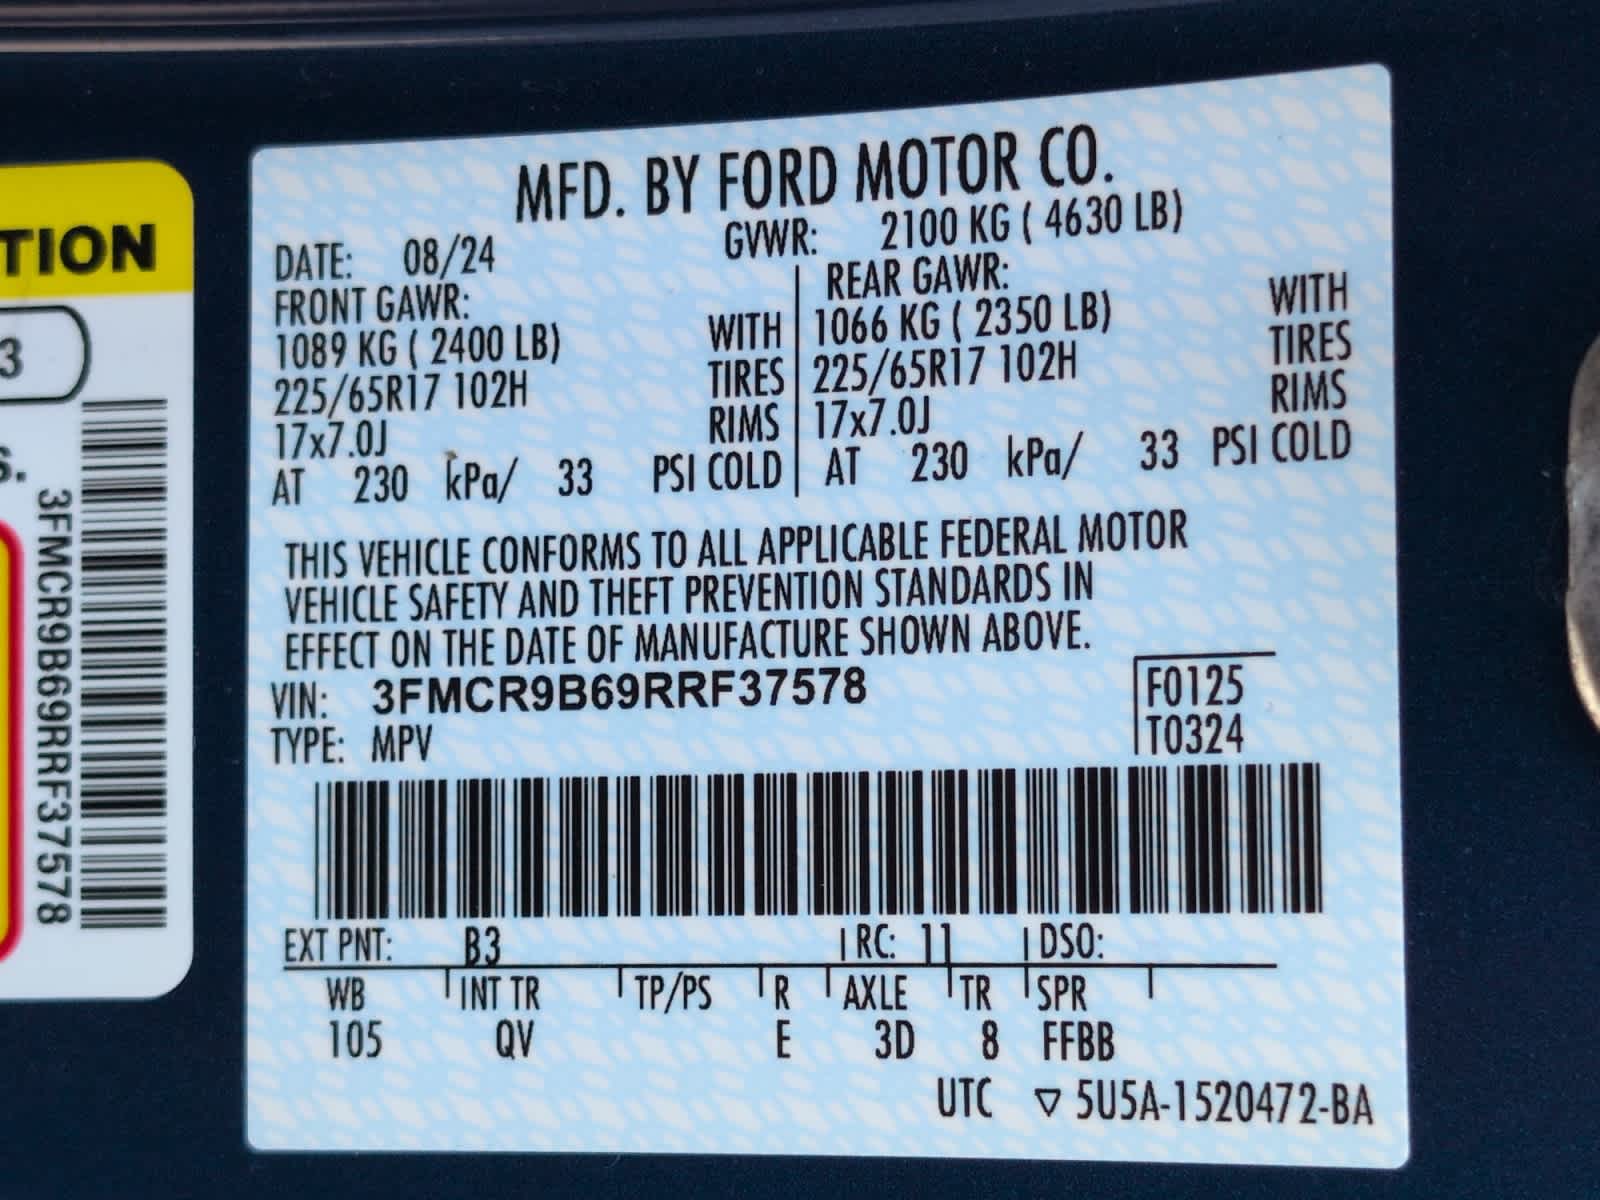 TION
3
S.
3FMCR9B69RRF37578
MFD. BY FORD MOTOR CO.
DATE: 08/24 GVWR: 2100 KG ( 4630 LB)
FRONT GAWR: REAR GAWR:
1089 KG ( 2400 LB) WITH 1066 KG ( 2350 LB) WITH
225/65R17 102H TIRES 225/65R17 102H TIRES
17x7.0J RIMS 17x7.0J RIMS
AT 230 kPa/ 33 PSI COLD AT 230 kPa/ 33 PSI COLD
THIS VEHICLE CONFORMS TO ALL APPLICABLE FEDERAL MOTOR
VEHICLE SAFETY AND THEFT PREVENTION STANDARDS IN
EFFECT ON THE DATE OF MANUFACTURE SHOWN ABOVE.
VIN: 3FMCR9B69RRF37578 F0125
TYPE: MPV T0324
EXT PNT: B3 RC: 11 DSO:
WB INT TR TP/PS R AXLE TR SPR
105 QV E 3D 8 FFBB
UTC ▽ 5U5A-1520472-BA